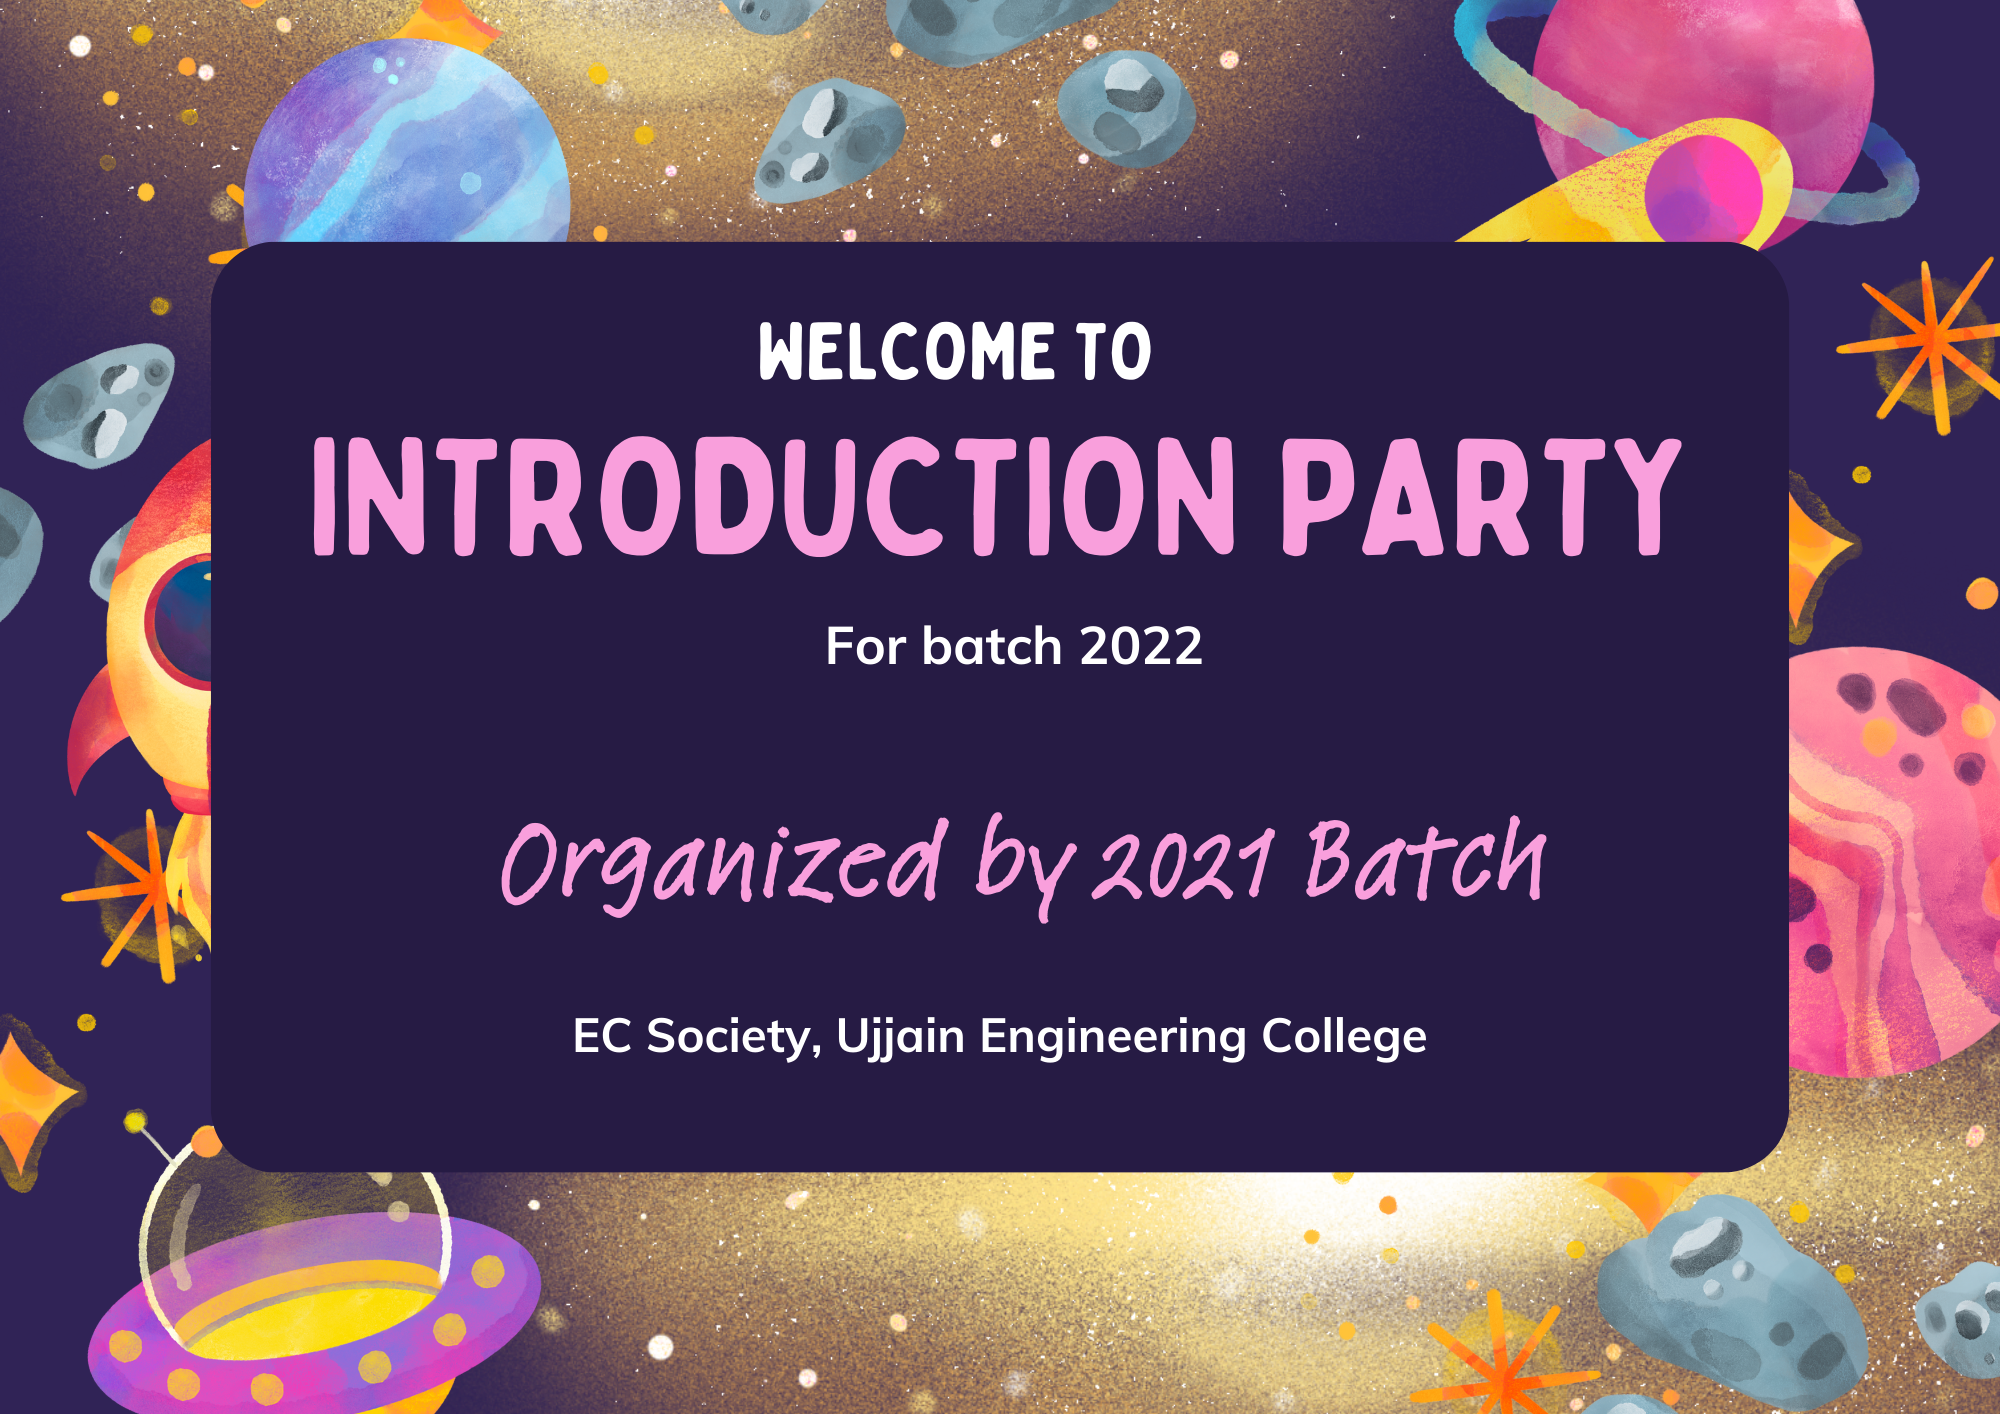 WELCOME TO
INTRODUCTION PARTY
For batch 2022
Organized by 2021 Batch
EC Society, Ujjain Engineering College